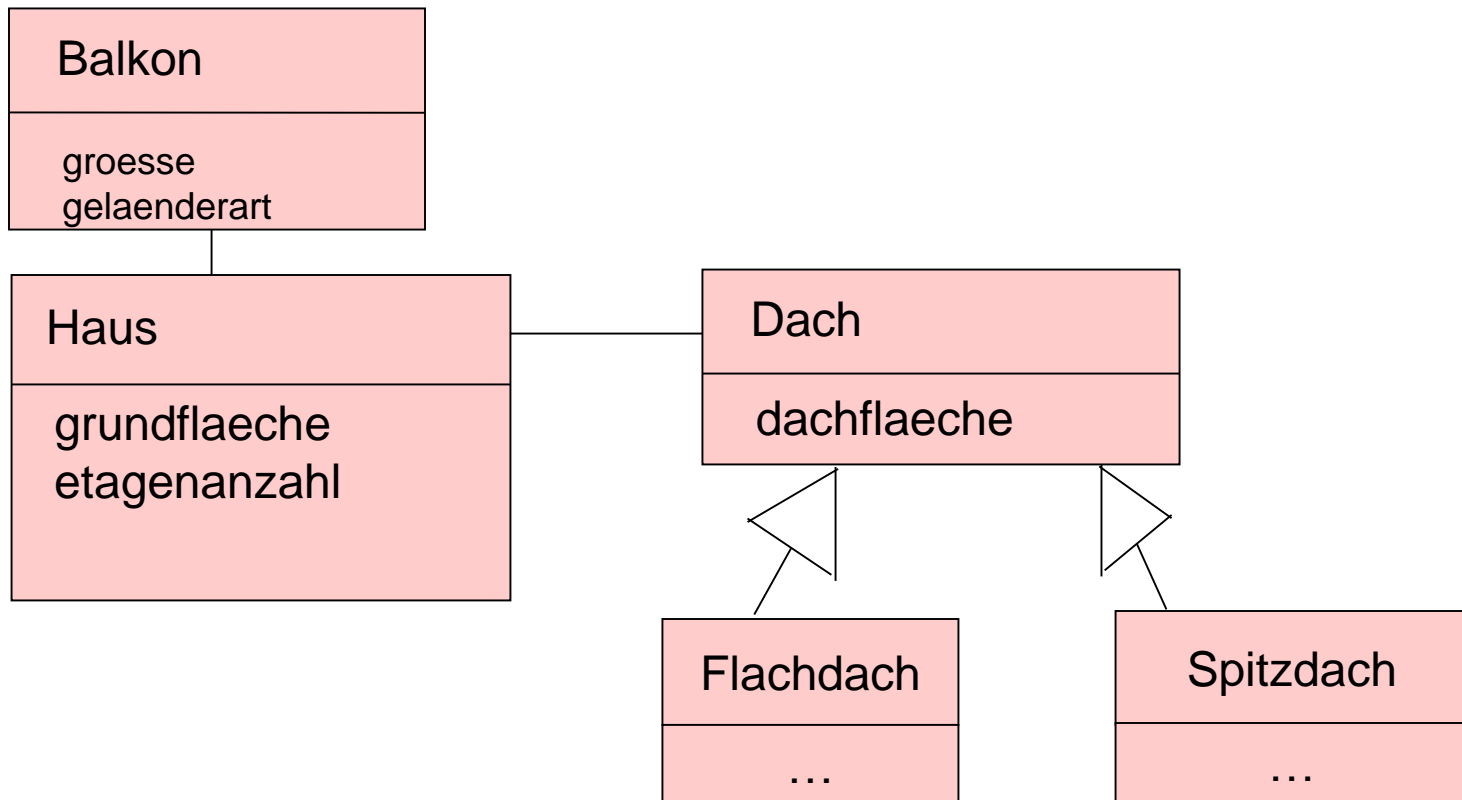 Balkon
groesse
gelaenderart
Haus
grundflaeche
etagenanzahl
Dach
dachflaeche
Flachdach
…
Spitzdach
…